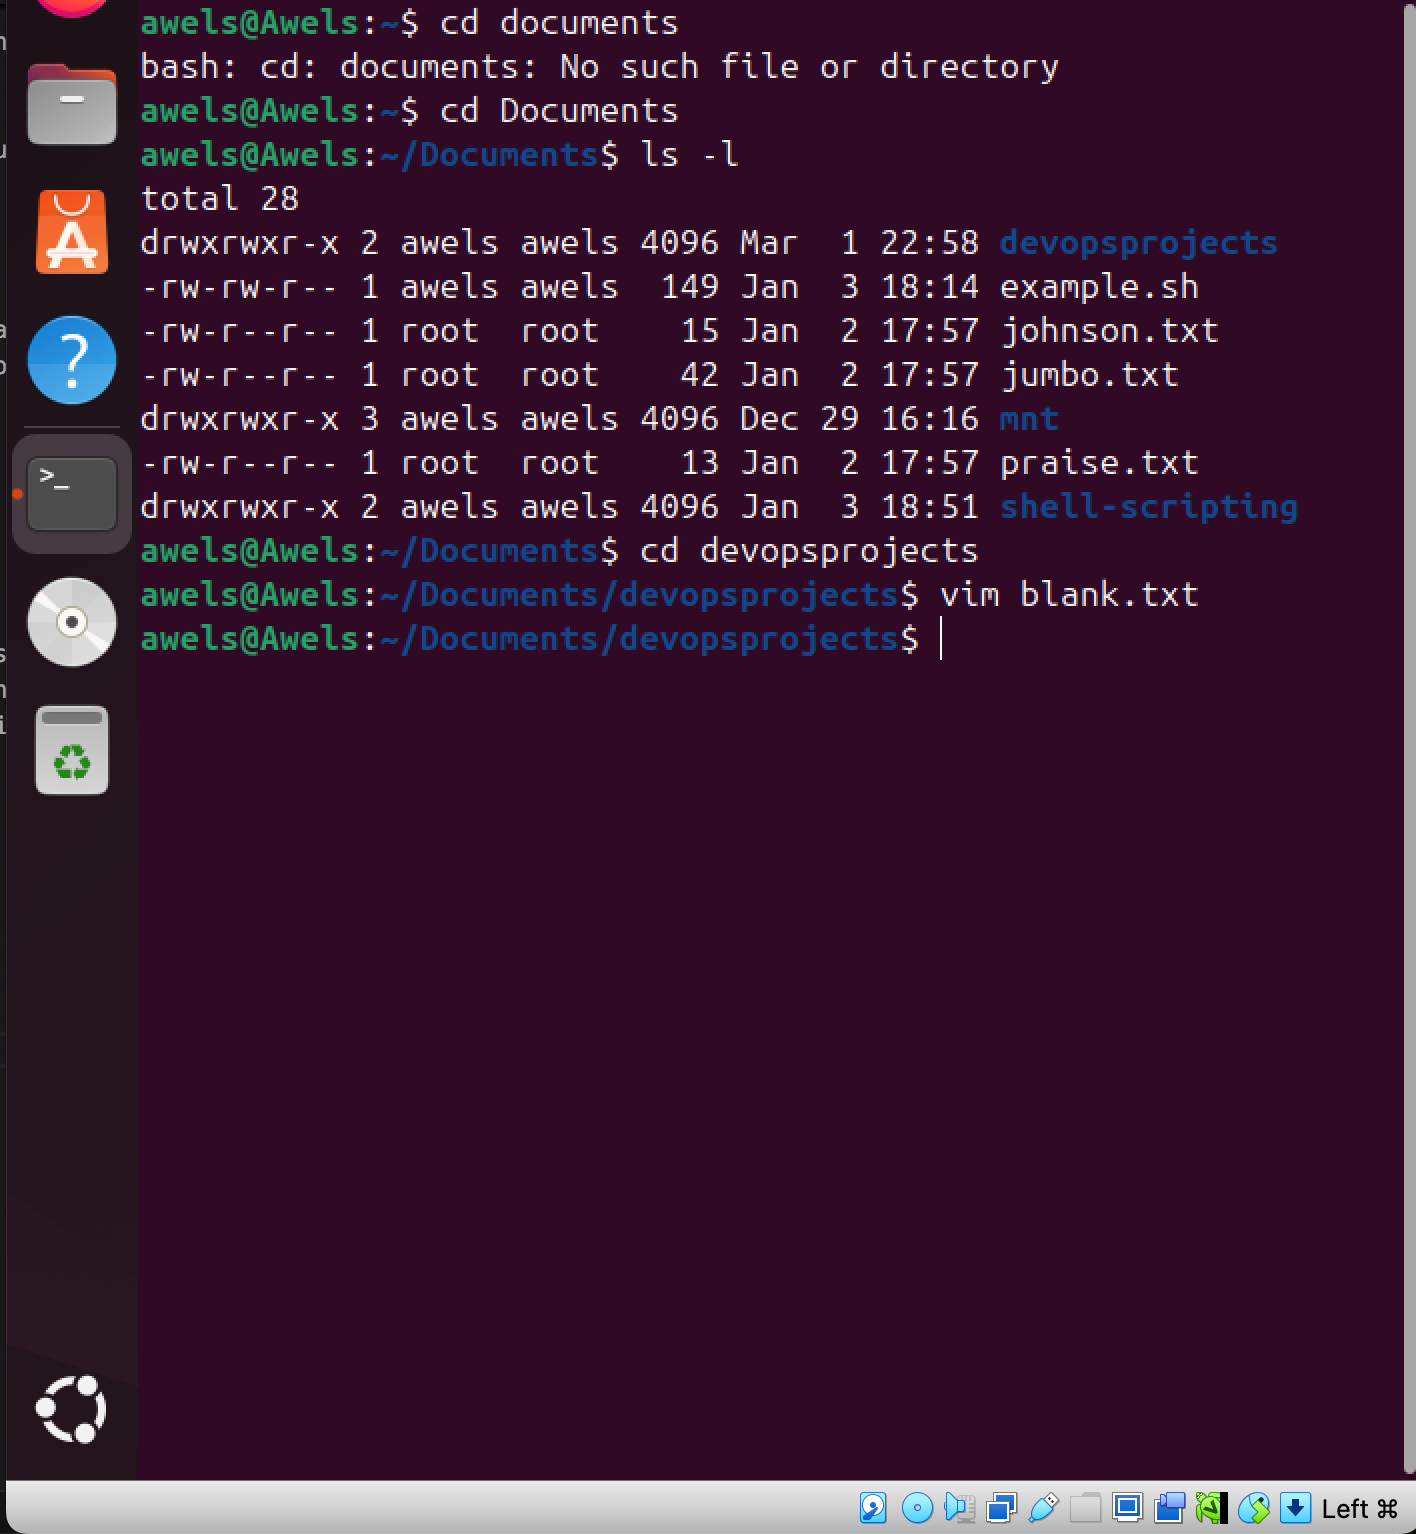 awels@Awels:~$ cd documents
bash: cd: documents: No such file or directory
awels@Awels:~$ cd Documents
awels@Awels:~/Documents$ ls -l
total 28
drwxrwxr-x 2 awels awels 4096 Mar  1 22:58 devopsprojects
-rw-rw-r-- 1 awels awels  149 Jan  3 18:14 example.sh
-rw-r--r-- 1 root  root    15 Jan  2 17:57 johnson.txt
-rw-r--r-- 1 root  root    42 Jan  2 17:57 jumbo.txt
drwxrwxr-x 3 awels awels 4096 Dec 29 16:16 mnt
-rw-r--r-- 1 root  root    13 Jan  2 17:57 praise.txt
drwxrwxr-x 2 awels awels 4096 Jan  3 18:51 shell-scripting
awels@Awels:~/Documents$ cd devopsprojects
awels@Awels:~/Documents/devopsprojects$ vim blank.txt
awels@Awels:~/Documents/devopsprojects$
Left ⌘